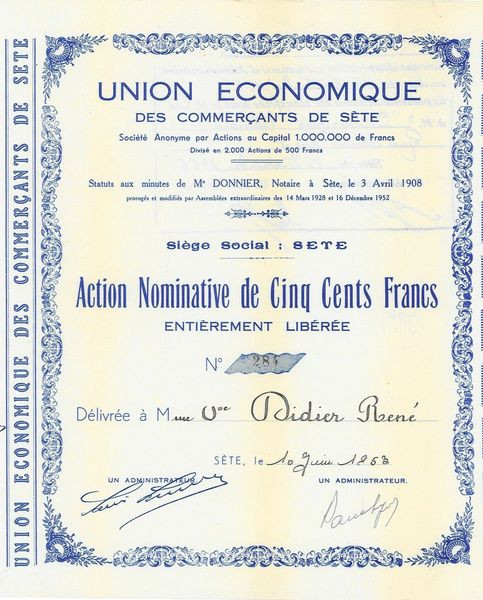 UNION ECONOMIQUE DES COMMERÇANTS DE SETE
UNION ECONOMIQUE
DES COMMERÇANTS DE SÈTE
Société Anonyme par Actions au Capital 1.000.000 de Francs
Divisé en 2.000 Actions de 500 Francs
Statuts aux minutes de Me DONNIER, Notaire à Sète, le 3 Avril 1908
prorogés et modifiés par Assemblées extraordinaires des 14 Mars 1928 et 16 Décembre 1952
Siège Social : SETE
Action Nominative de Cinq Cents Francs
ENTIÈREMENT LIBÉRÉE
No 284
Délivrée à Mme Vve Didier René
SÈTE, le 10 Juin 1953
UN ADMINISTRATEUR. UN ADMINISTRATEUR.